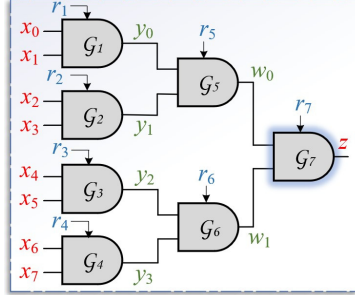 r₁
x₀
x₁
G₁
y₀
r₅
r₂
x₂
x₃
G₂
y₁
G₅
w₀
r₇
z
G₇
r₃
x₄
x₅
G₃
y₂
r₆
r₄
x₆
x₇
G₄
y₃
G₆
w₁